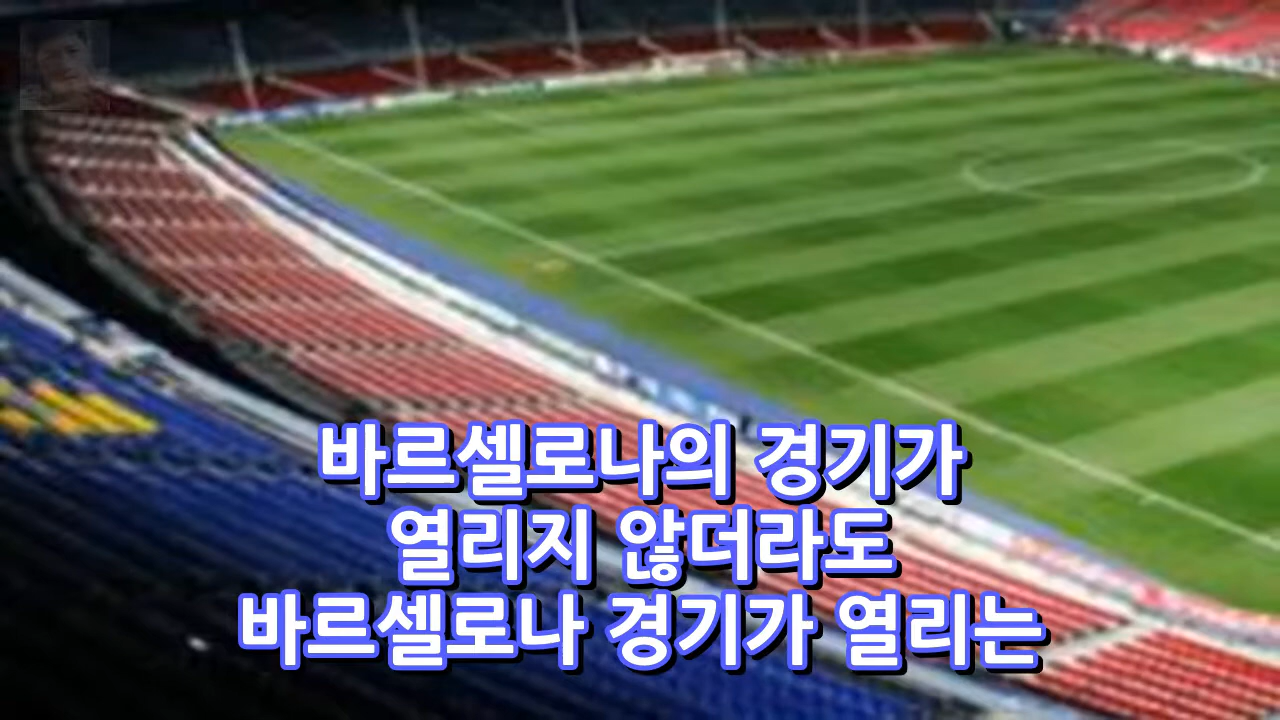 바르셀로나의 경기가
열리지 않더라도
바르셀로나 경기가 열리는